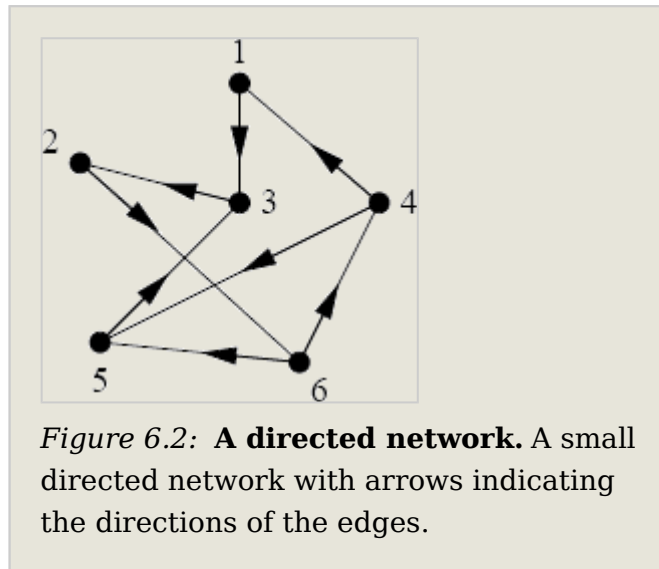 1
2
3
4
5
6
Figure 6.2: A directed network. A small
directed network with arrows indicating
the directions of the edges.